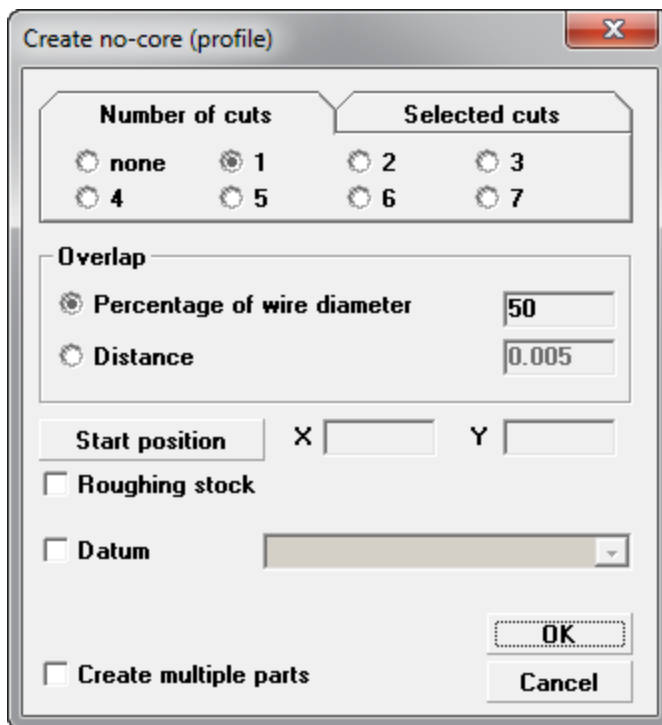 Create no-core (profile)
Number of cuts Selected cuts
none 1 2 3
4 5 6 7
Overlap
Percentage of wire diameter 50
Distance 0.005
Start position X Y
Roughing stock
Datum
OK
Create multiple parts
Cancel